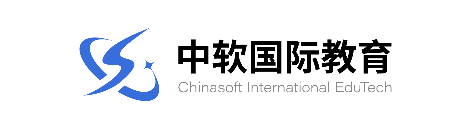 中软国际教育
Chinasoft International EduTech